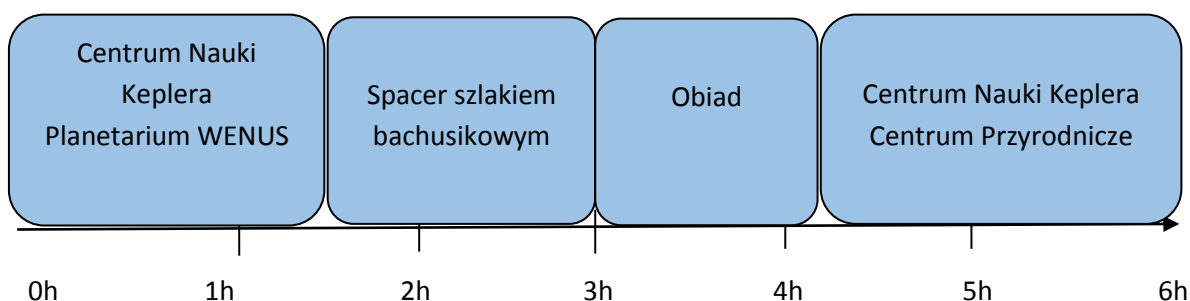 Centrum Nauki
Keplera
Planetarium WENUS
Spacer szlakiem
bachusikowym
Obiad
Centrum Nauki Keplera
Centrum Przyrodnicze
0h
1h
2h
3h
4h
5h
6h